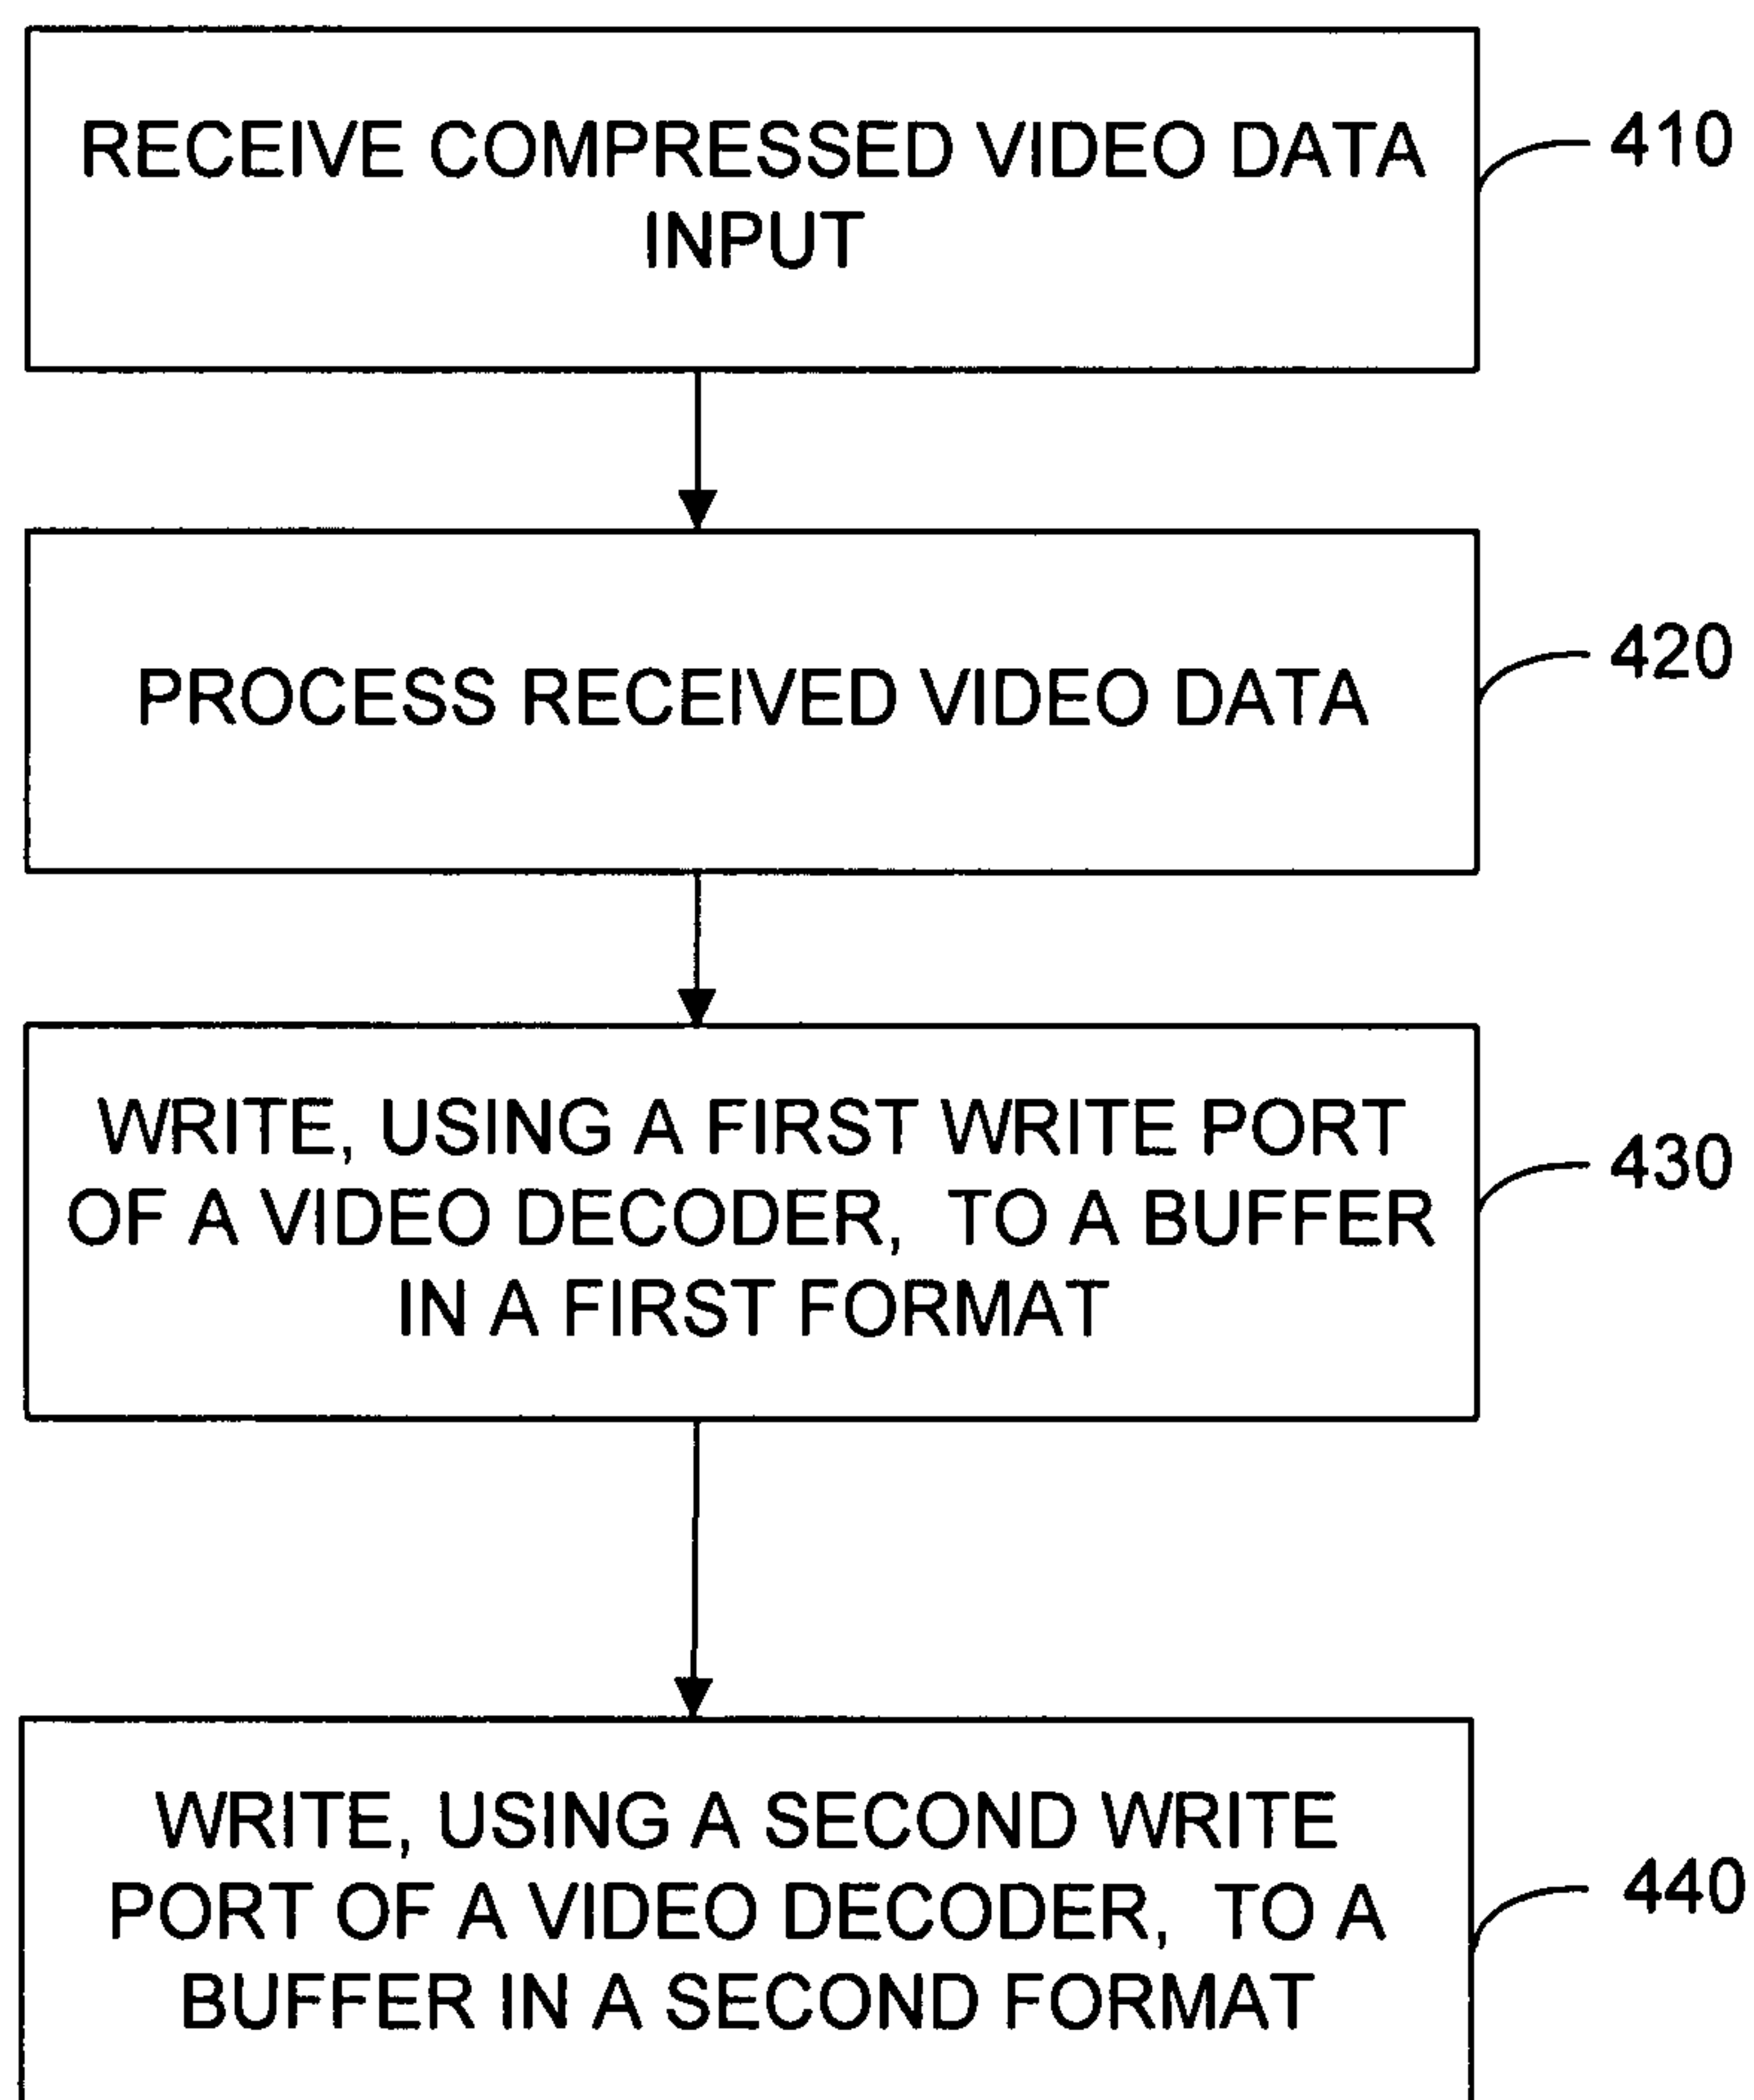 RECEIVE COMPRESSED VIDEO DATA
INPUT
410
PROCESS RECEIVED VIDEO DATA
420
WRITE, USING A FIRST WRITE PORT
OF A VIDEO DECODER, TO A BUFFER
IN A FIRST FORMAT
430
WRITE, USING A SECOND WRITE
PORT OF A VIDEO DECODER, TO A
BUFFER IN A SECOND FORMAT
440